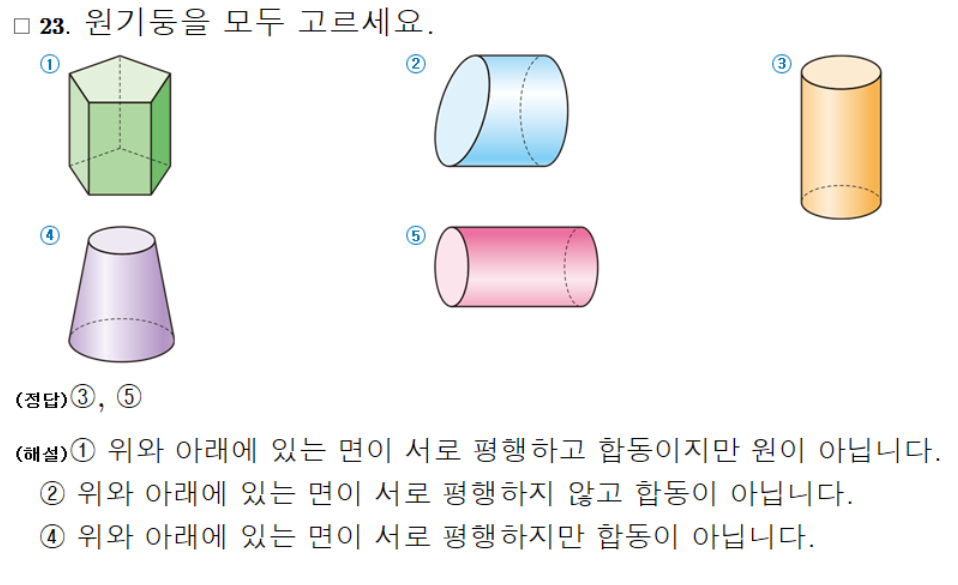 □ 23. 원기둥을 모두 고르세요.
① ② ③
④ ⑤
(정답)③, ⑤
(해설)① 위와 아래에 있는 면이 서로 평행하고 합동이지만 원이 아닙니다.
② 위와 아래에 있는 면이 서로 평행하지 않고 합동이 아닙니다.
④ 위와 아래에 있는 면이 서로 평행하지만 합동이 아닙니다.